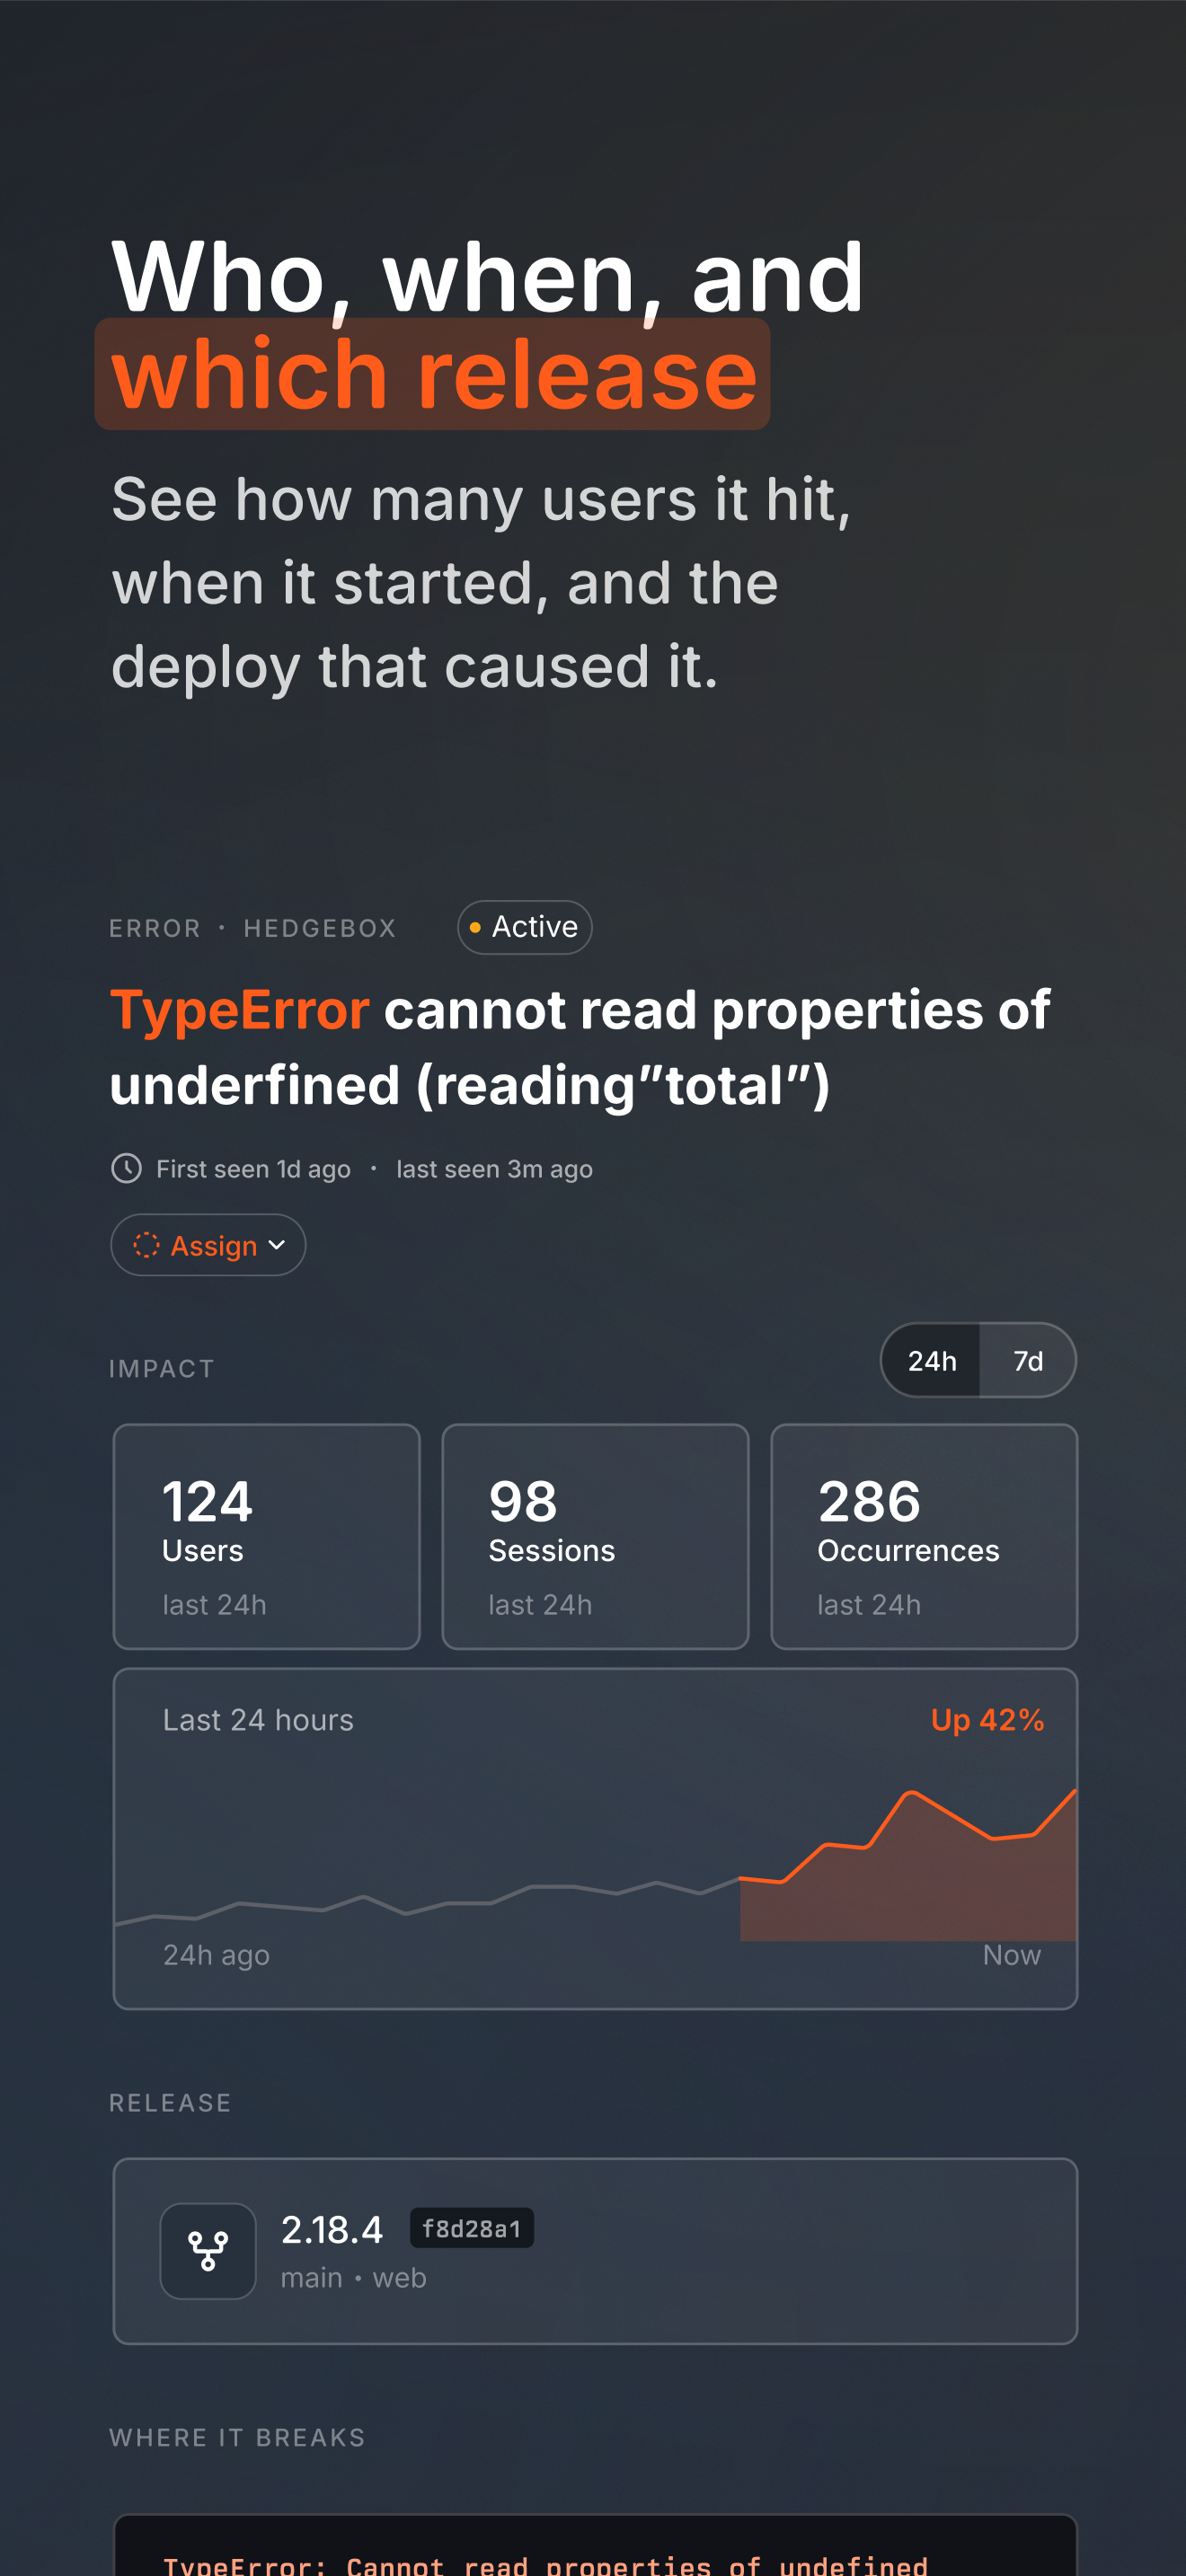 Who, when, and
which release
See how many users it hit,
when it started, and the
deploy that caused it.
ERROR · HEDGEBOX
Active
TypeError cannot read properties of
underfined (reading”total”)
First seen 1d ago · last seen 3m ago
Assign
IMPACT
24h 7d
124
Users
last 24h
98
Sessions
last 24h
286
Occurrences
last 24h
Last 24 hours
Up 42%
24h ago
Now
RELEASE
2.18.4 f8d28a1
main • web
WHERE IT BREAKS
TypeError: Cannot read properties of undefined